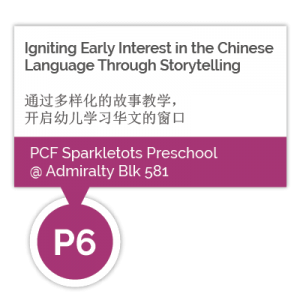 Igniting Early Interest in the Chinese
Language Through Storytelling
通过多样化的故事教学，
开启幼儿学习华文的窗口
PCF Sparkletots Preschool
@ Admiralty Blk 581
P6